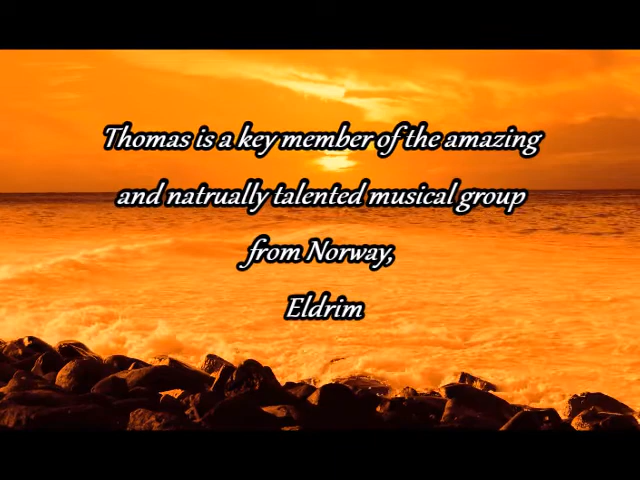 Thomas is a key member of the amazing
and natrually talented musical group
from Norway,
Eldrim